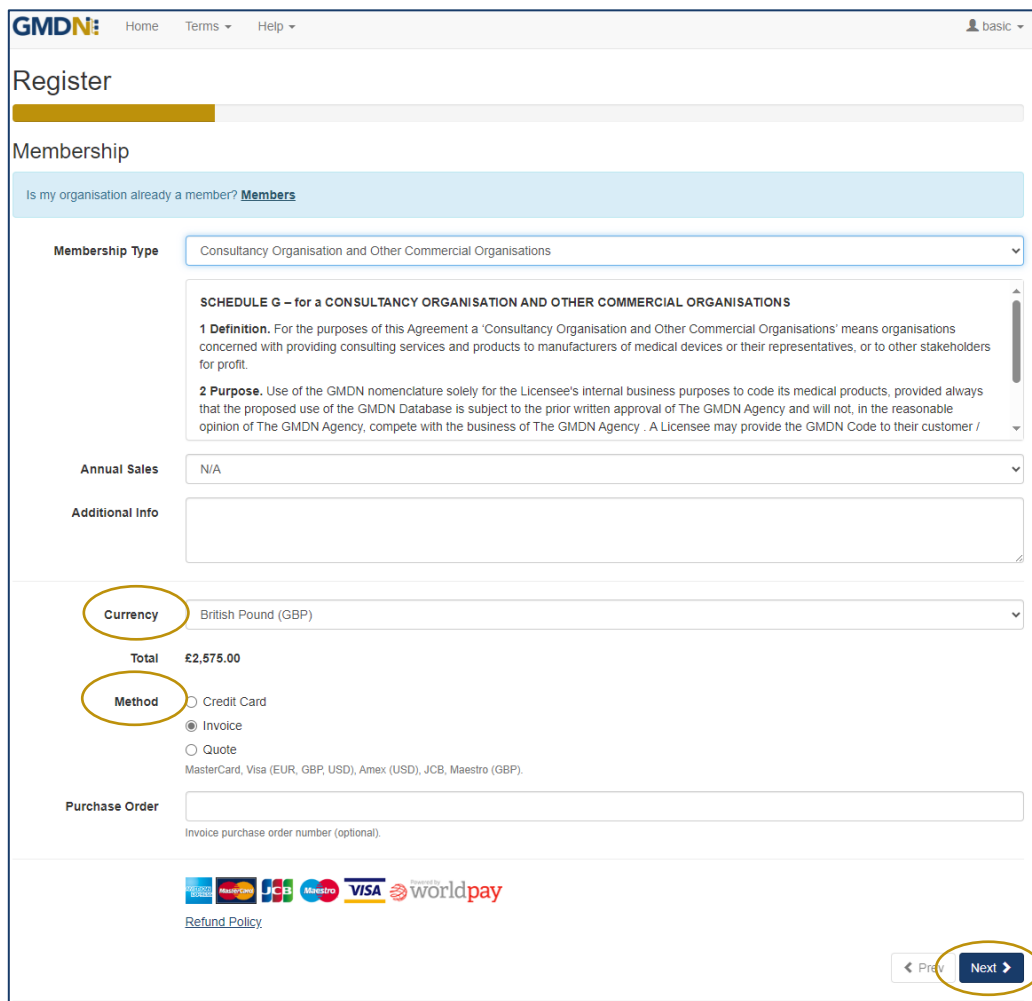 GMDN Home Terms Help basic
Register
Membership
Is my organisation already a member? Members
Membership Type Consultancy Organisation and Other Commercial Organisations
SCHEDULE G – for a CONSULTANCY ORGANISATION AND OTHER COMMERCIAL ORGANISATIONS
1 Definition. For the purposes of this Agreement a ‘Consultancy Organisation and Other Commercial Organisations’ means organisations
concerned with providing consulting services and products to manufacturers of medical devices or their representatives, or to other stakeholders
for profit.
2 Purpose. Use of the GMDN nomenclature solely for the Licensee's internal business purposes to code its medical products, provided always
that the proposed use of the GMDN Database is subject to the prior written approval of The GMDN Agency and will not, in the reasonable
opinion of The GMDN Agency, compete with the business of The GMDN Agency . A Licensee may provide the GMDN Code to their customer /
Annual Sales N/A
Additional Info
Currency British Pound (GBP)
Total £2,575.00
Method Credit Card
Invoice
Quote
MasterCard, Visa (EUR, GBP, USD), Amex (USD), JCB, Maestro (GBP).
Purchase Order
Invoice purchase order number (optional).
AMERICAN EXPRESS MasterCard JCB Maestro VISA Powered by worldpay
Refund Policy
Prev Next